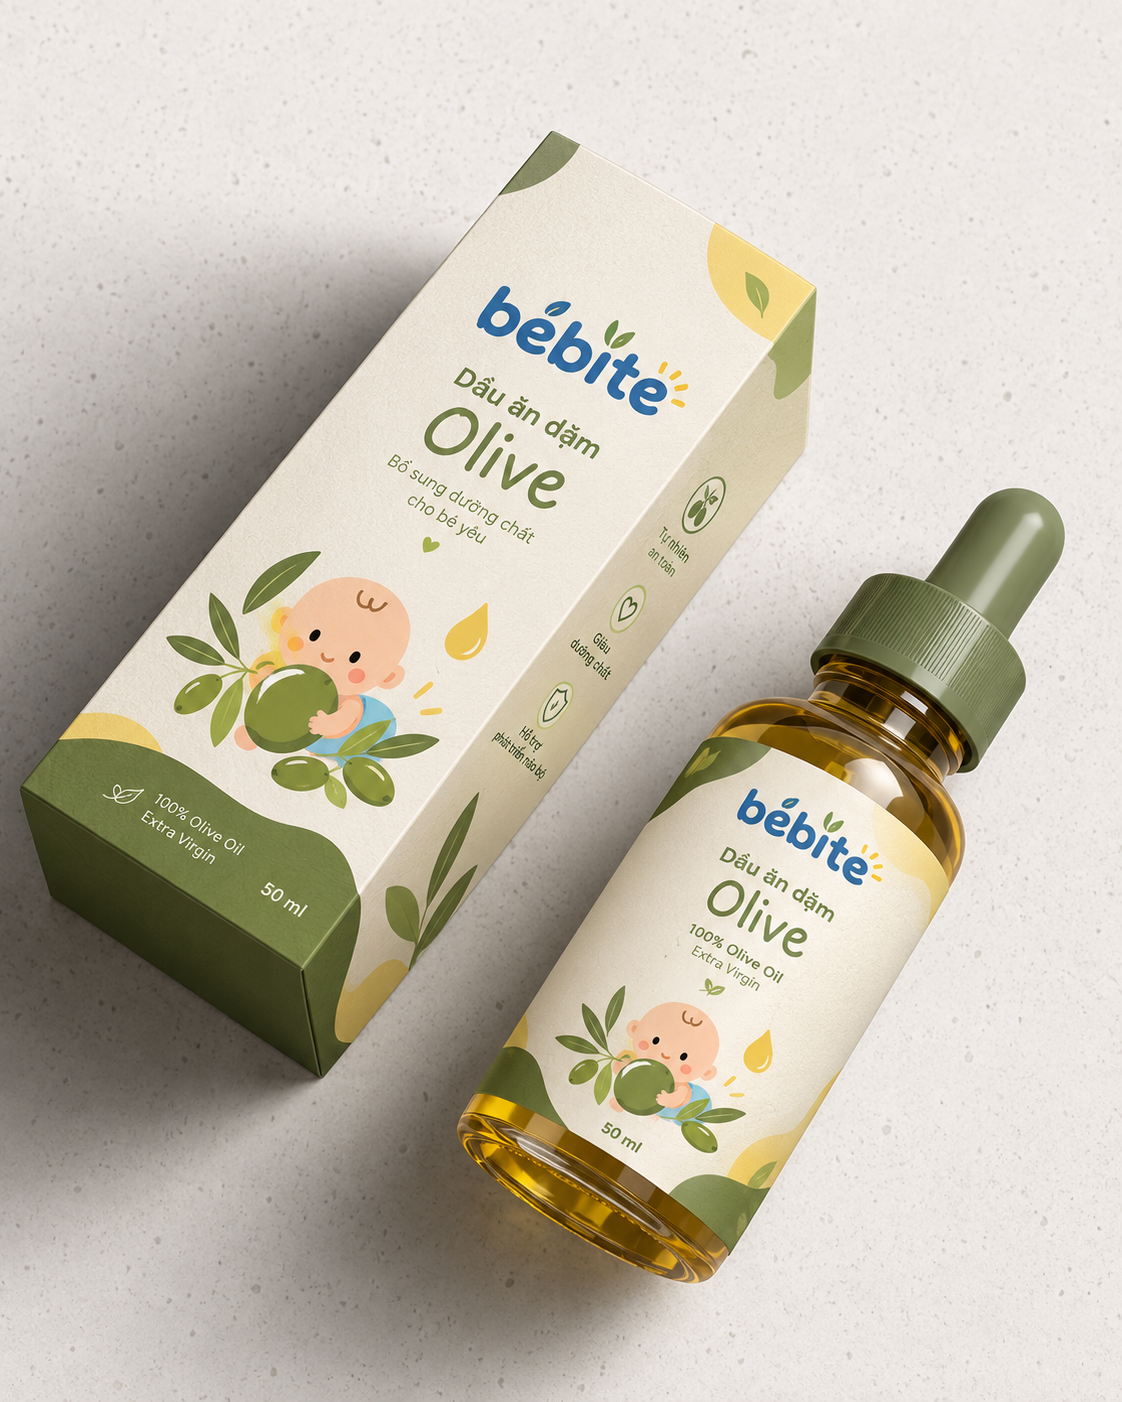 bébite
Dầu ăn dặm
Olive
Bổ sung dưỡng chất
cho bé yêu
100% Olive Oil
Extra Virgin
50 ml
Tự nhiên
an toàn
Giàu
dưỡng chất
Hỗ trợ
phát triển não bộ
bébite
Dầu ăn dặm
Olive
100% Olive Oil
Extra Virgin
50 ml